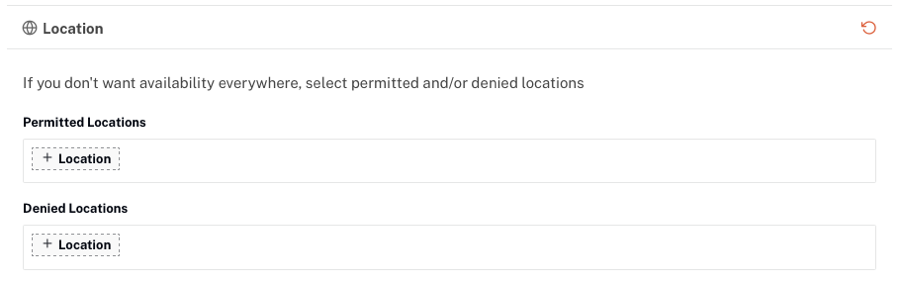 Location
If you don't want availability everywhere, select permitted and/or denied locations
Permitted Locations
+ Location
Denied Locations
+ Location